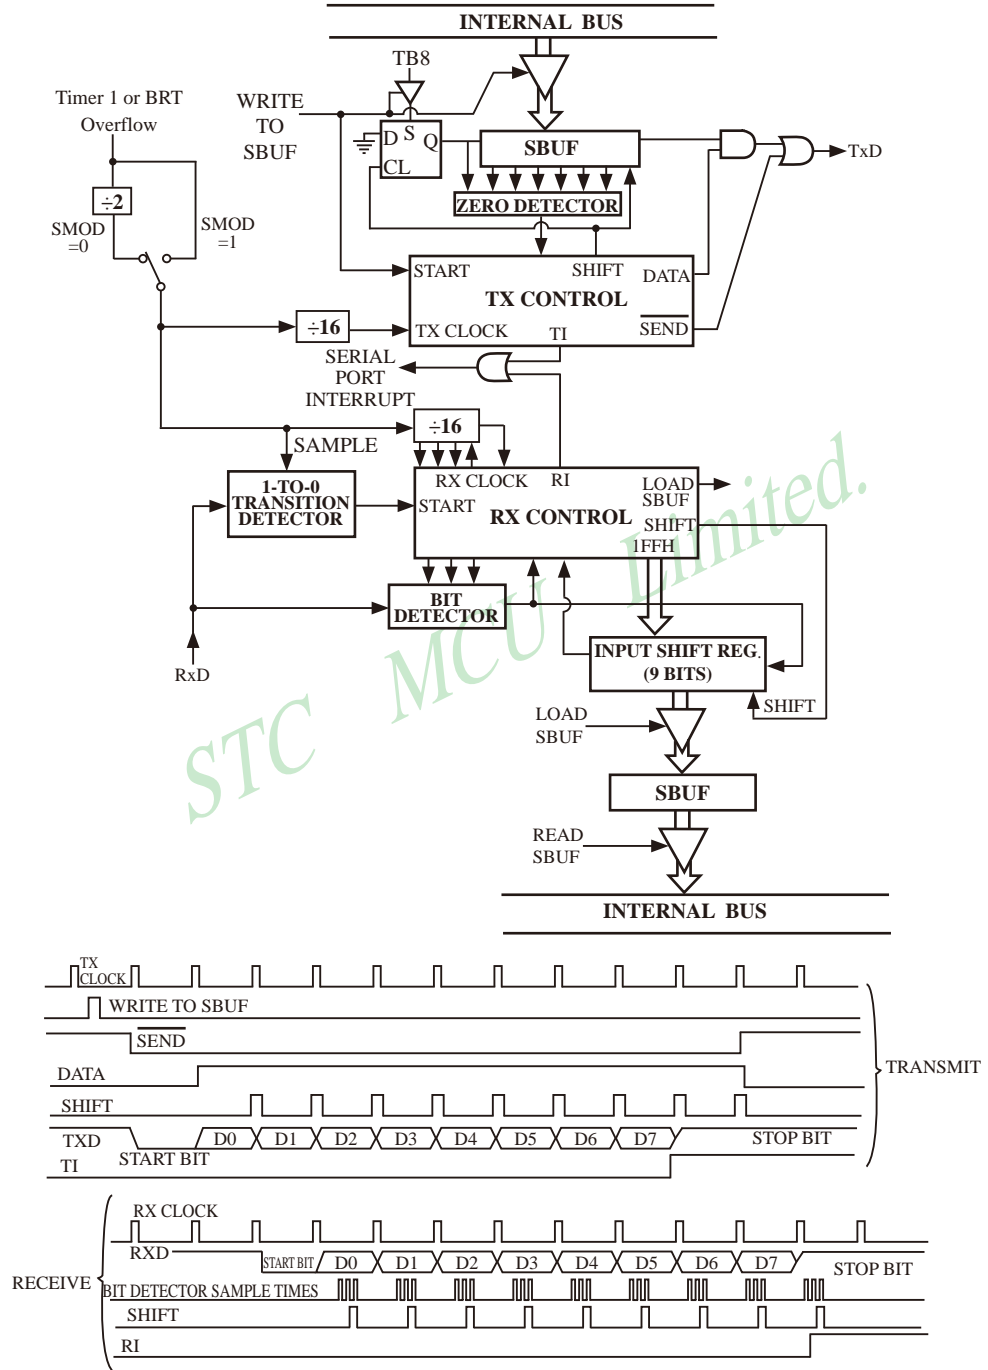 INTERNAL BUS
TB8
Timer 1 or BRT
Overflow
WRITE
TO
SBUF
D S Q
CL
SBUF
TxD
÷2
ZERO DETECTOR
SMOD
=0
SMOD
=1
START
SHIFT
DATA
TX CONTROL
÷16
TX CLOCK
TI
SEND
SERIAL
PORT
INTERRUPT
÷16
SAMPLE
1-TO-0
TRANSITION
DETECTOR
RX CLOCK
RI
LOAD
SBUF
START
RX CONTROL
SHIFT
1FFH
BIT
DETECTOR
RxD
INPUT SHIFT REG.
(9 BITS)
SHIFT
LOAD
SBUF
SBUF
READ
SBUF
INTERNAL BUS
STC MCU Limited.
TX
CLOCK
WRITE TO SBUF
SEND
DATA
TRANSMIT
SHIFT
TXD
START BIT
D0 D1 D2 D3 D4 D5 D6 D7
STOP BIT
TI
RX CLOCK
RXD
START BIT
D0 D1 D2 D3 D4 D5 D6 D7
STOP BIT
RECEIVE
BIT DETECTOR SAMPLE TIMES
SHIFT
RI